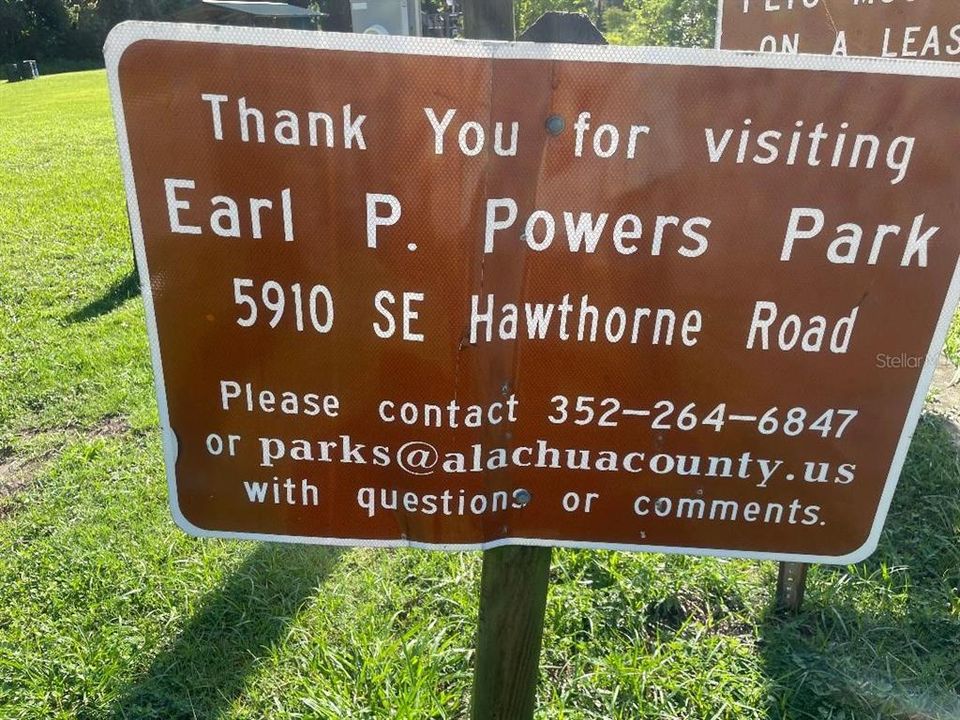 ON A LEAS
Thank You for visiting
Earl P. Powers Park
5910 SE Hawthorne Road
Stellar M
Please contact 352-264-6847
or parks@alachuacounty.us
with questions or comments.